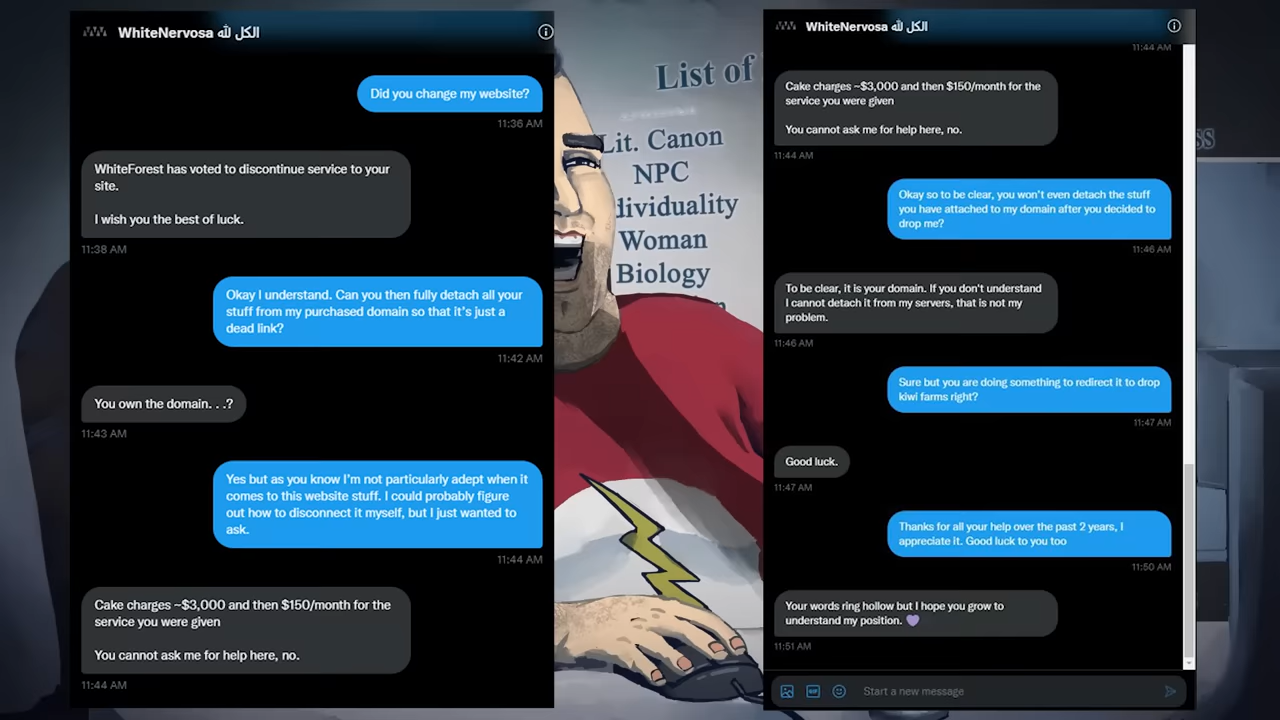 WhiteNervosa الكل لله
Did you change my website?
11:36 AM
WhiteForest has voted to discontinue service to your
site.
I wish you the best of luck.
11:38 AM
Okay I understand. Can you then fully detach all your
stuff from my purchased domain so that it's just a
dead link?
11:42 AM
You own the domain. . .?
11:43 AM
Yes but as you know I'm not particularly adept when it
comes to this website stuff. I could probably figure
out how to disconnect it myself, but I just wanted to
ask.
11:44 AM
Cake charges ~$3,000 and then $150/month for the
service you were given
You cannot ask me for help here, no.
11:44 AM
List of
Lit. Canon
NPC
dividuality
Woman
Biology
WhiteNervosa الكل لله
11:44 AM
Cake charges ~$3,000 and then $150/month for the
service you were given
You cannot ask me for help here, no.
11:44 AM
Okay so to be clear, you won't even detach the stuff
you have attached to my domain after you decided to
drop me?
11:46 AM
To be clear, it is your domain. If you don't understand
I cannot detach it from my servers, that is not my
problem.
11:46 AM
Sure but you are doing something to redirect it to drop
kiwi farms right?
11:47 AM
Good luck.
11:47 AM
Thanks for all your help over the past 2 years, I
appreciate it. Good luck to you too
11:50 AM
Your words ring hollow but I hope you grow to
understand my position. 💜
11:51 AM
GIF
Start a new message